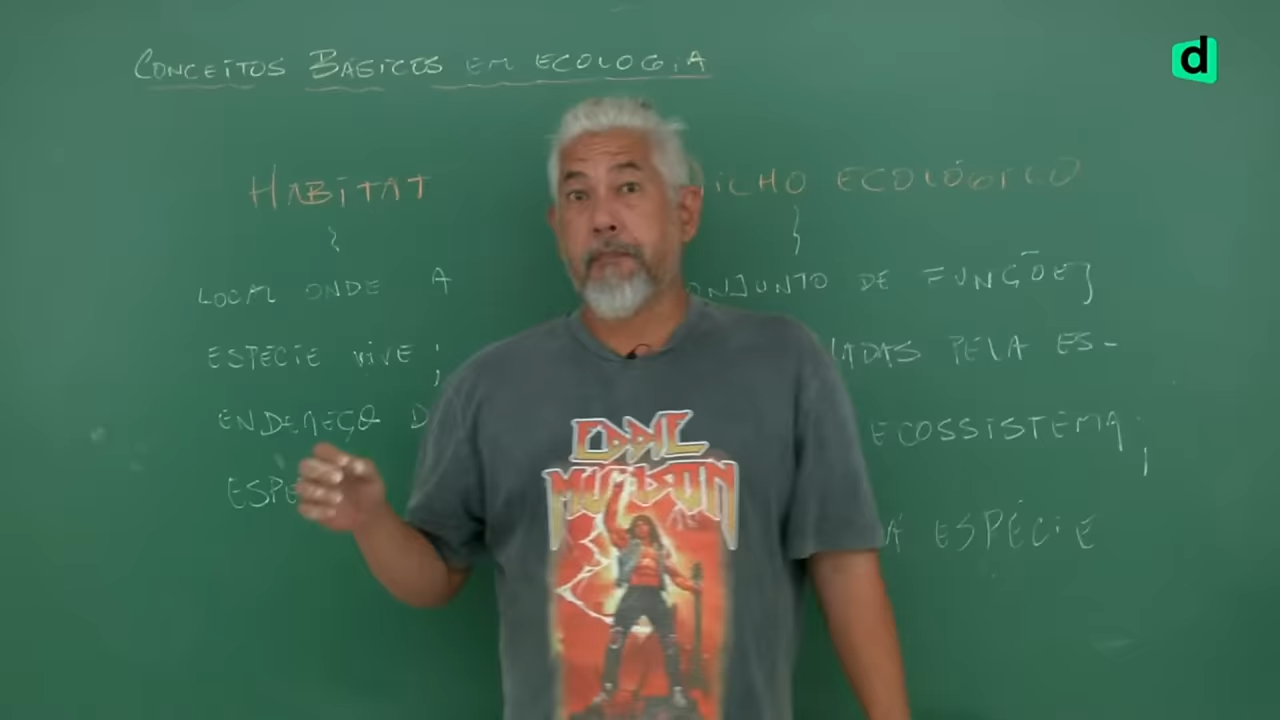 CONCEITOS BÁSICOS EM ECOLOGIA
d
HABITAT
ICHO ECOLÓGICO
LOCAL ONDE A
ONJUNTO DE FUNÇÕES
ESPÉCIE VIVE;
ADAS PELA ES-
ENDEREÇO D
ECOSSISTEMA;
ESPE
A ESPÉCIE
EDDIE
MUNSON